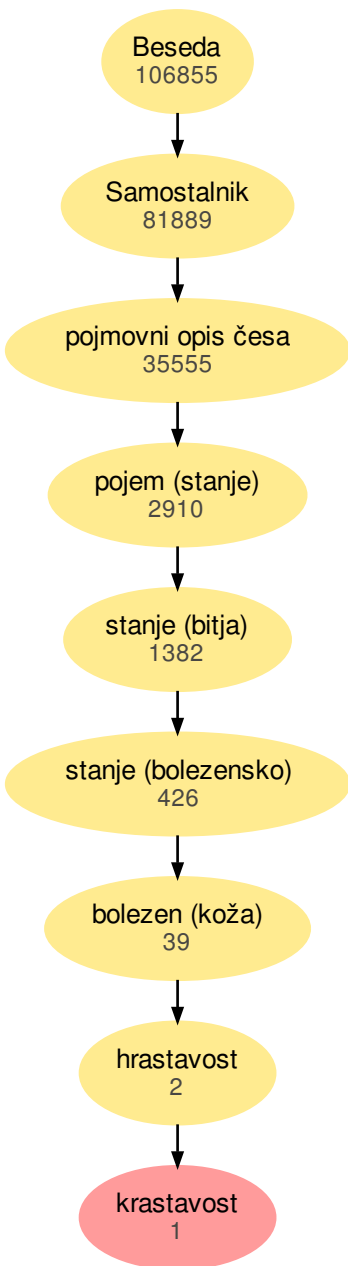 Beseda
106855
Samostalnik
81889
pojmovni opis česa
35555
pojem (stanje)
2910
stanje (bitja)
1382
stanje (bolezensko)
426
bolezen (koža)
39
hrastavost
2
krastavost
1